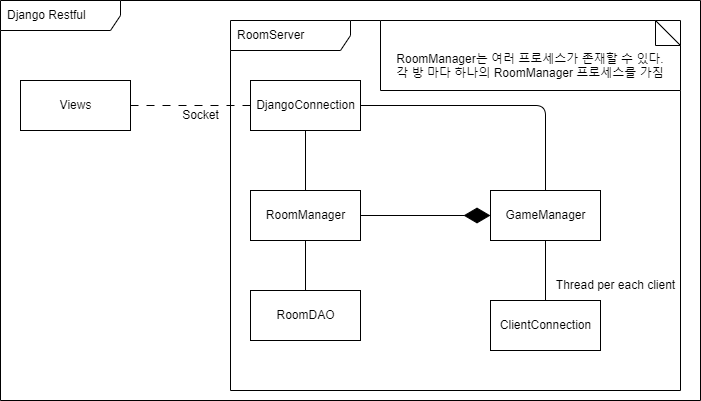 Django Restful
RoomServer
RoomManager는 여러 프로세스가 존재할 수 있다.
각 방 마다 하나의 RoomManager 프로세스를 가짐
Views
Socket
DjangoConnection
RoomManager
GameManager
Thread per each client
RoomDAO
ClientConnection